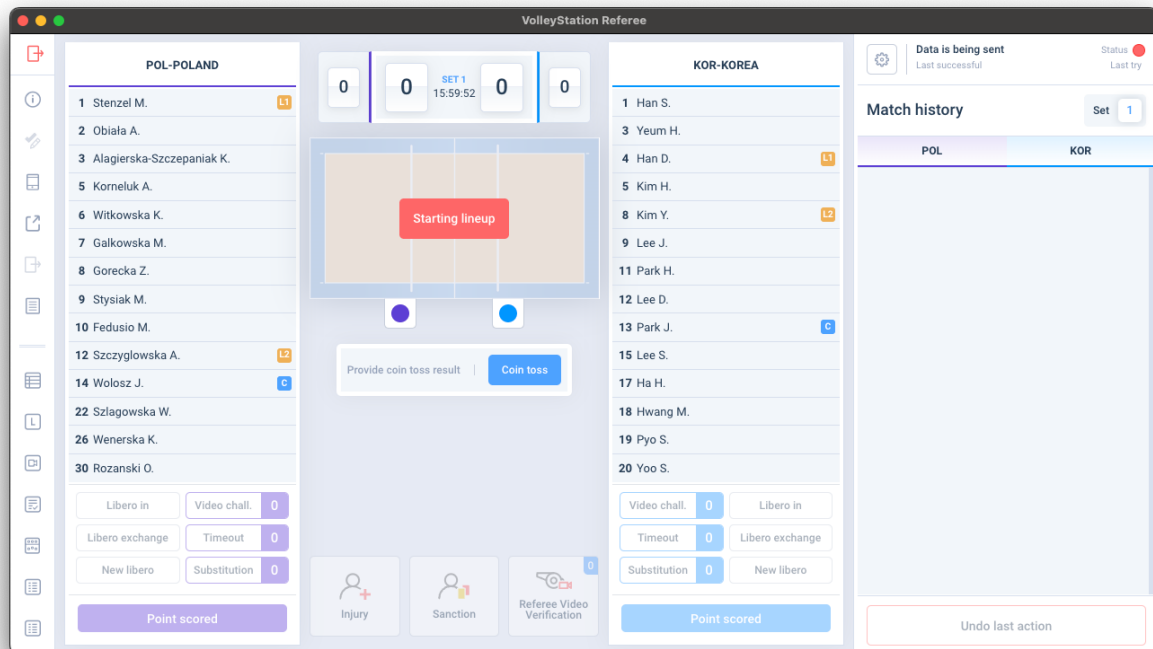 VolleyStation Referee
POL-POLAND
1 Stenzel M. L1
2 Obiała A.
3 Alagierska-Szczepaniak K.
5 Korneluk A.
6 Witkowska K.
7 Galkowska M.
8 Gorecka Z.
9 Stysiak M.
10 Fedusio M.
12 Szczyglowska A. L2
14 Wolosz J. C
22 Szlagowska W.
26 Wenerska K.
30 Rozanski O.
Libero in
Video chall. 0
Libero exchange
Timeout 0
New libero
Substitution 0
Point scored
0
0
SET 1
15:59:52
0
0
Starting lineup
Provide coin toss result
Coin toss
Injury
Sanction
0
Referee Video
Verification
KOR-KOREA
1 Han S.
3 Yeum H.
4 Han D. L1
5 Kim H.
8 Kim Y. L2
9 Lee J.
11 Park H.
12 Lee D.
13 Park J. C
15 Lee S.
17 Ha H.
18 Hwang M.
19 Pyo S.
20 Yoo S.
Video chall. 0
Libero in
Timeout 0
Libero exchange
Substitution 0
New libero
Point scored
Data is being sent
Last successful
Status
Last try
Match history
Set 1
POL
KOR
Undo last action
L